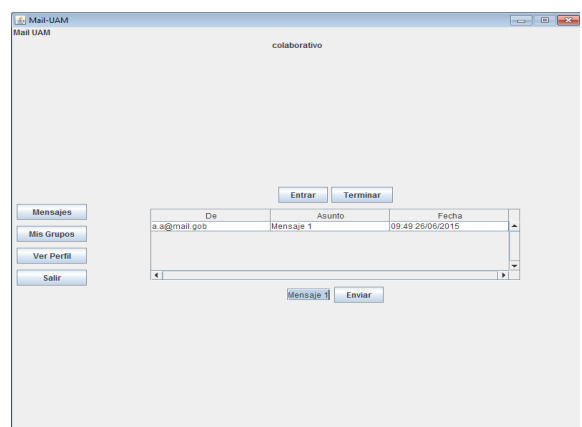 Mail-UAM
Mail UAM
colaborativo
Entrar Terminar
Mensajes
Mis Grupos
Ver Perfil
Salir
De Asunto Fecha
a.a@mail.gob Mensaje 1 09:49 26/06/2015
Mensaje 1 Enviar